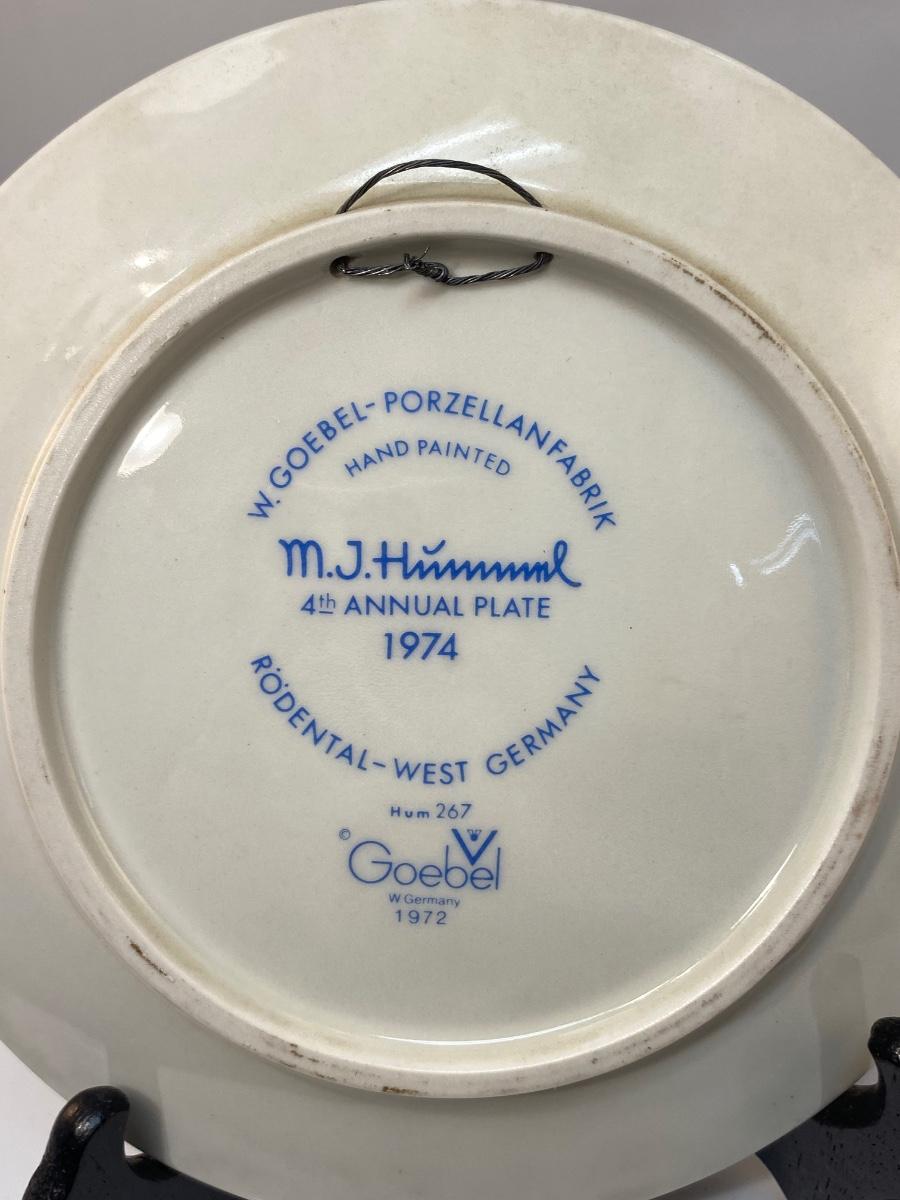 W. GOEBEL-PORZELLANFABRIK
HAND PAINTED
M.J. Hummel
4th ANNUAL PLATE
1974
RÖDENTAL-WEST GERMANY
Hum 267
© Goebel
W Germany
1972